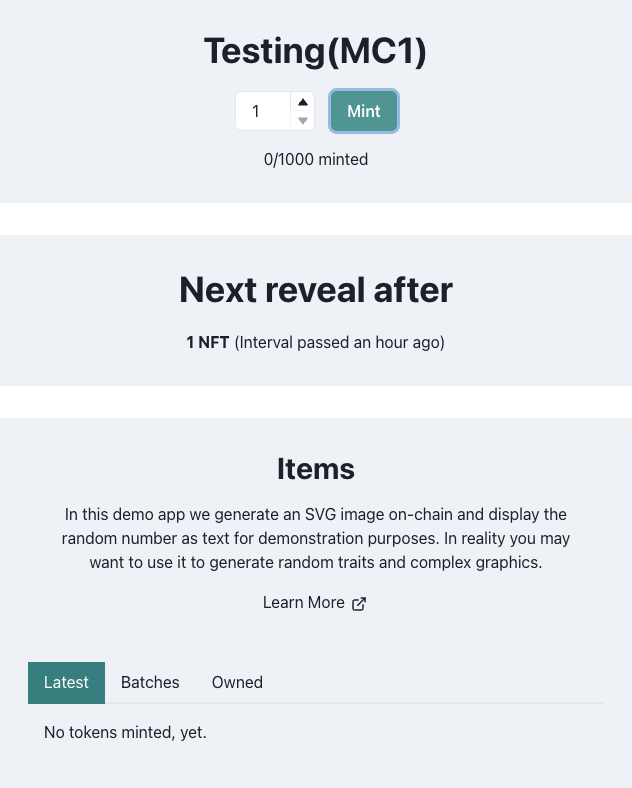 Testing(MC1)
1
Mint
0/1000 minted
Next reveal after
1 NFT (Interval passed an hour ago)
Items
In this demo app we generate an SVG image on-chain and display the
random number as text for demonstration purposes. In reality you may
want to use it to generate random traits and complex graphics.
Learn More
Latest
Batches
Owned
No tokens minted, yet.